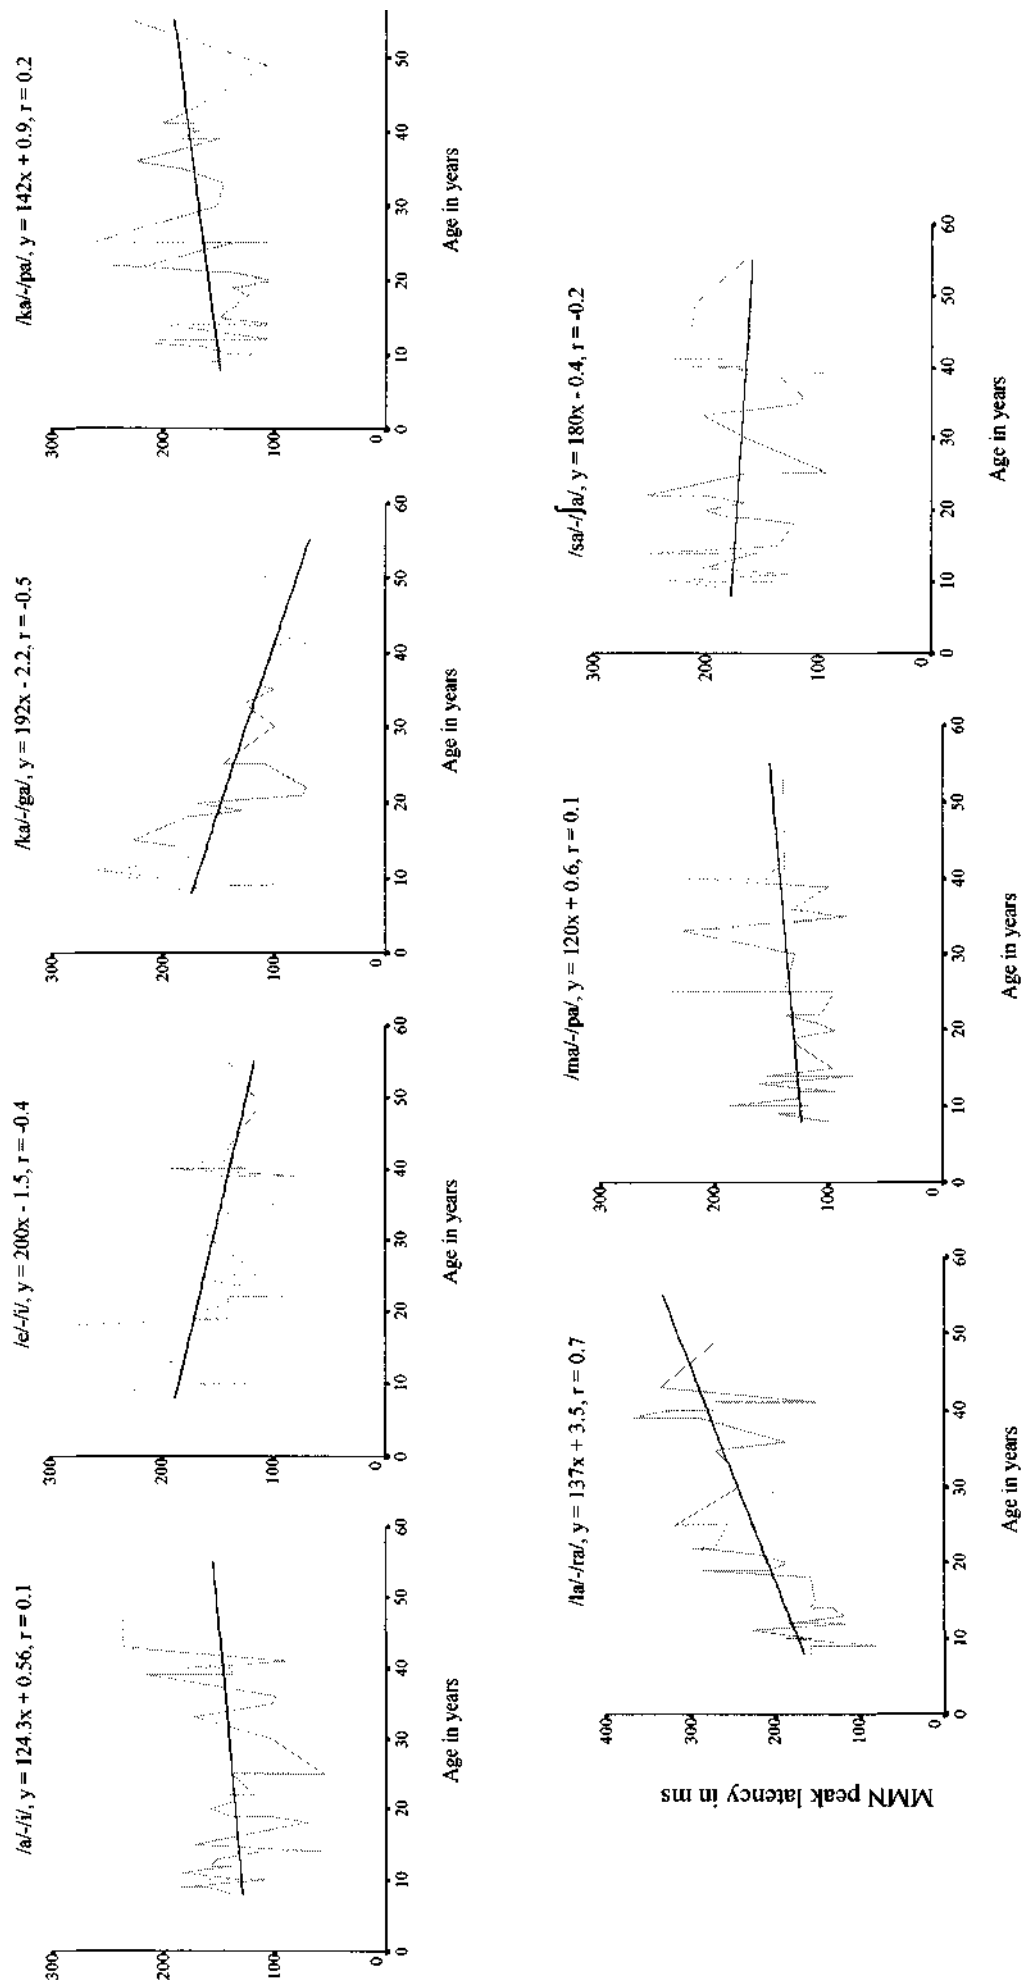 /a/-/i/, y = 124.3x + 0.56, r = 0.1
300
200
100
0
0 10 20 30 40 50 60
Age in years
/e/-/i/, y = 200x - 1.5, r = -0.4
300
200
100
0
0 10 20 30 40 50 60
Age in years
/ka/-/ga/, y = 192x - 2.2, r = -0.5
300
200
100
0
0 10 20 30 40 50 60
Age in years
/ka/-/pa/, y = 142x + 0.9, r = 0.2
300
200
100
0
0 10 20 30 40 50
Age in years
MMN peak latency in ms
/la/-/ra/, y = 137x + 3.5, r = 0.7
400
300
200
100
0
0 10 20 30 40 50 60
Age in years
/ma/-/pa/, y = 120x + 0.6, r = 0.1
300
200
100
0
0 10 20 30 40 50 60
Age in years
/sa/-/ʃa/, y = 180x - 0.4, r = -0.2
300
200
100
0
0 10 20 30 40 50 60
Age in years